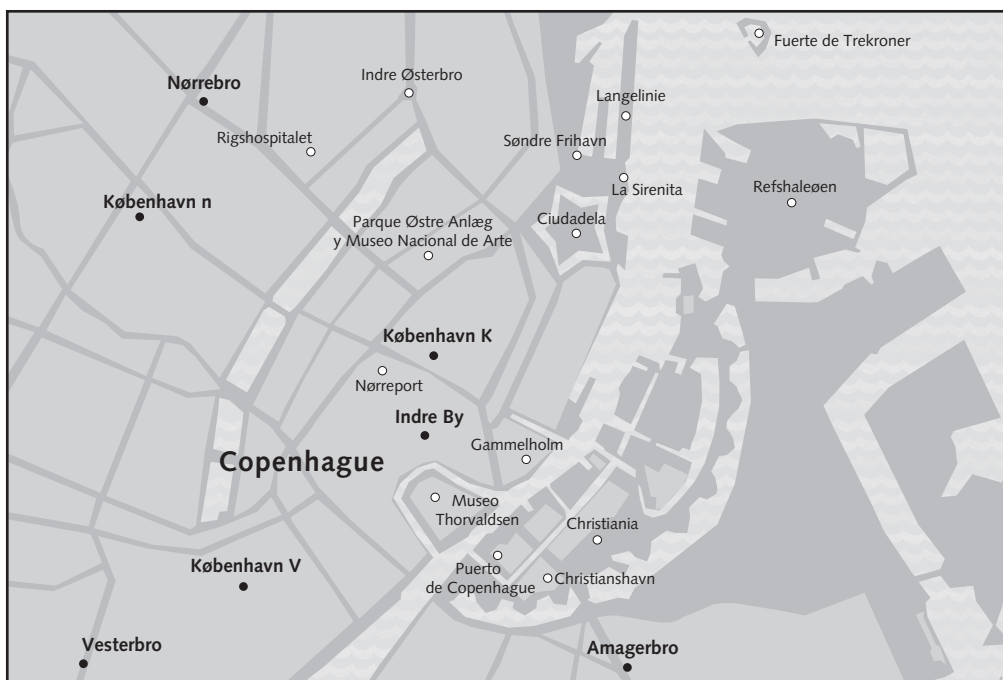 Fuerte de Trekroner
Indre Østerbro
Nørrebro
Langelinie
Rigshospitalet
Søndre Frihavn
La Sirenita
Refshaleøen
København n
Parque Østre Anlæg
y Museo Nacional de Arte
Ciudadela
København K
Nørreport
Indre By
Gammelholm
Copenhague
Museo
Thorvaldsen
Christiania
København V
Puerto
de Copenhague
Christianshavn
Vesterbro
Amagerbro